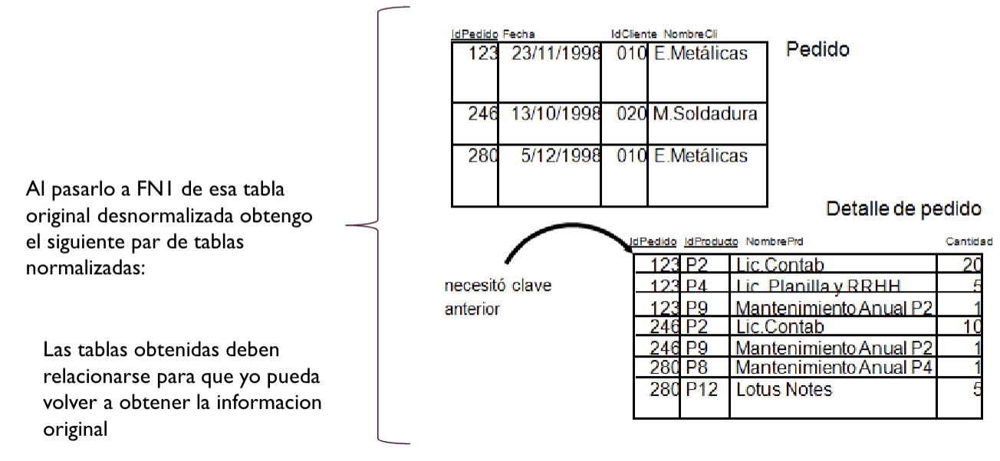 Al pasarlo a FN1 de esa tabla
original desnormalizada obtengo
el siguiente par de tablas
normalizadas:
Las tablas obtenidas deben
relacionarse para que yo pueda
volver a obtener la informacion
original
IdPedido Fecha IdCliente NombreCli
Pedido
123 23/11/1998 010 E.Metálicas
246 13/10/1998 020 M.Soldadura
280 5/12/1998 010 E.Metálicas
Detalle de pedido
necesitó clave
anterior
IdPedido IdProducto NombrePrd Cantidad
123 P2 Lic.Contab 20
123 P4 Lic. Planilla y RRHH 5
123 P9 Mantenimiento Anual P2 1
246 P2 Lic.Contab 10
246 P9 Mantenimiento Anual P2 1
280 P8 Mantenimiento Anual P4 1
280 P12 Lotus Notes 5